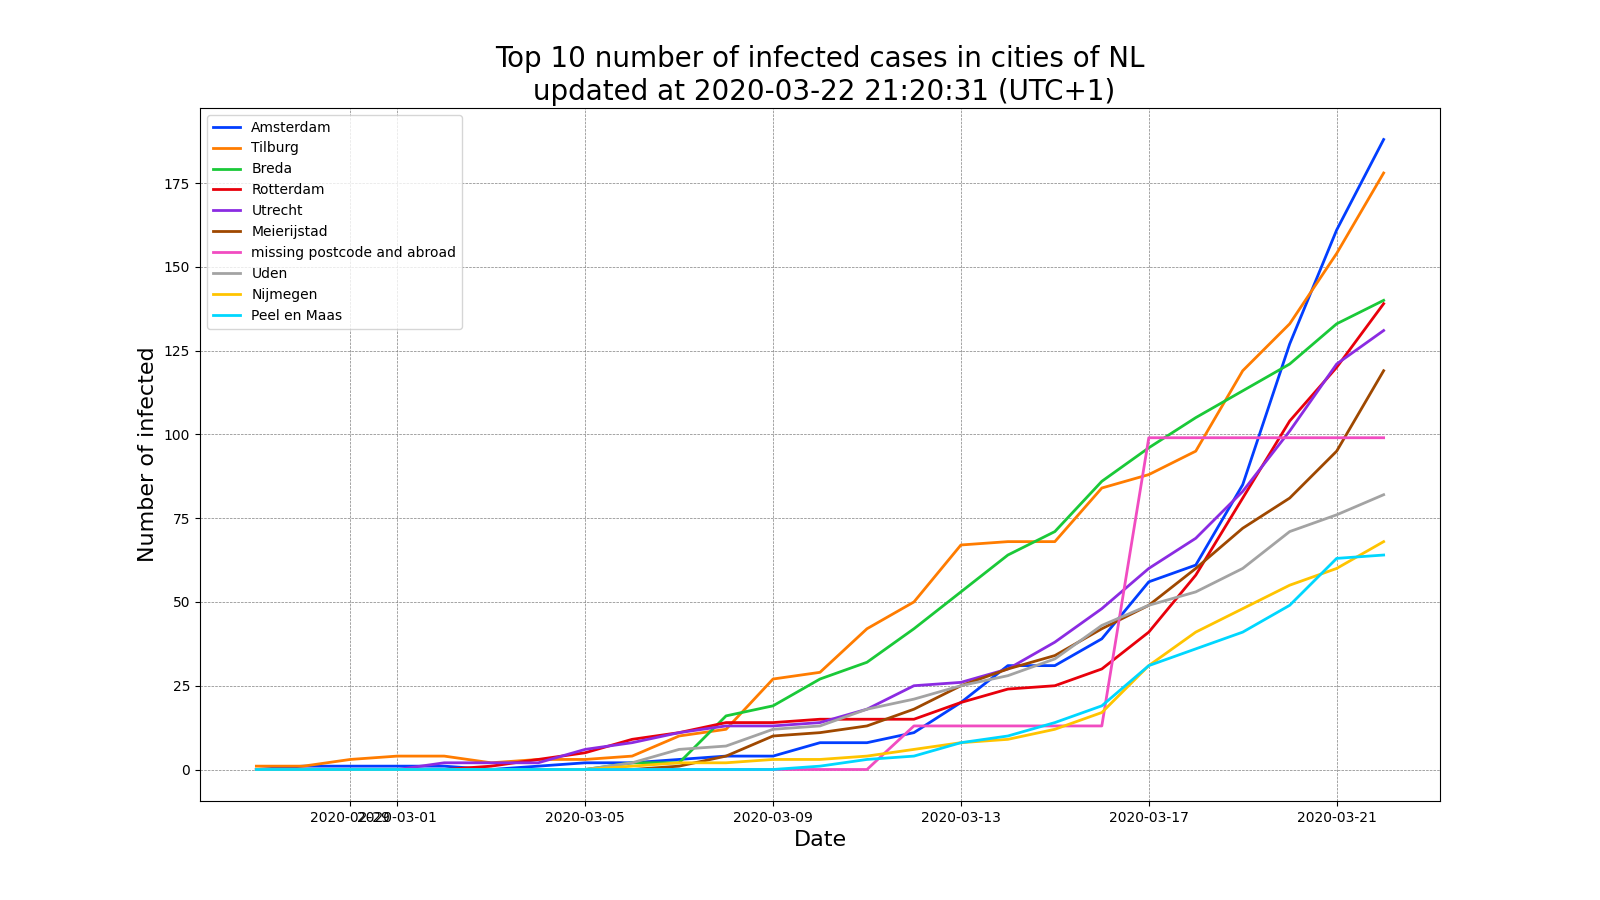 Top 10 number of infected cases in cities of NL
updated at 2020-03-22 21:20:31 (UTC+1)
Amsterdam
Tilburg
Breda
Rotterdam
Utrecht
Meierijstad
missing postcode and abroad
Uden
Nijmegen
Peel en Maas
Number of infected
175
150
125
100
75
50
25
0
2020-02-29
2020-03-01
2020-03-05
2020-03-09
2020-03-13
2020-03-17
2020-03-21
Date